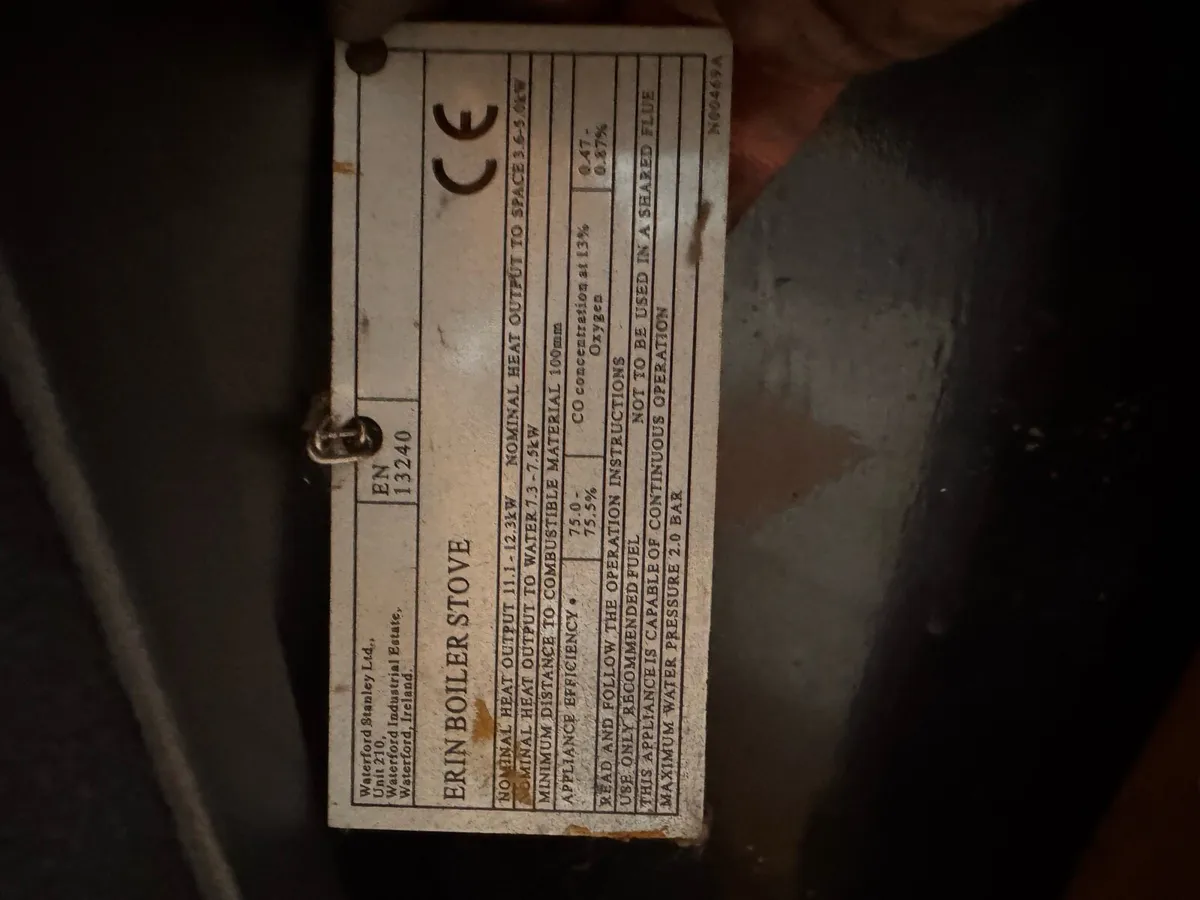 Waterford Stanley Ltd.,
Unit 210,
Waterford Industrial Estate,
Waterford, Ireland.
EN
13240
ERIN BOILER STOVE
CE
NOMINAL HEAT OUTPUT 11.1 - 12.3kW NOMINAL HEAT OUTPUT TO SPACE 3.6-5.0kW
NOMINAL HEAT OUTPUT TO WATER 7.3 - 7.5kW
MINIMUM DISTANCE TO COMBUSTIBLE MATERIAL 100mm
APPLIANCE EFFICIENCY
75.0 -
75.5%
CO concentration at 13%
Oxygen
0.47 -
0.87%
READ AND FOLLOW THE OPERATION INSTRUCTIONS
USE ONLY RECOMMENDED FUEL NOT TO BE USED IN A SHARED FLUE
THIS APPLIANCE IS CAPABLE OF CONTINUOUS OPERATION
MAXIMUM WATER PRESSURE 2.0 BAR
N00469A